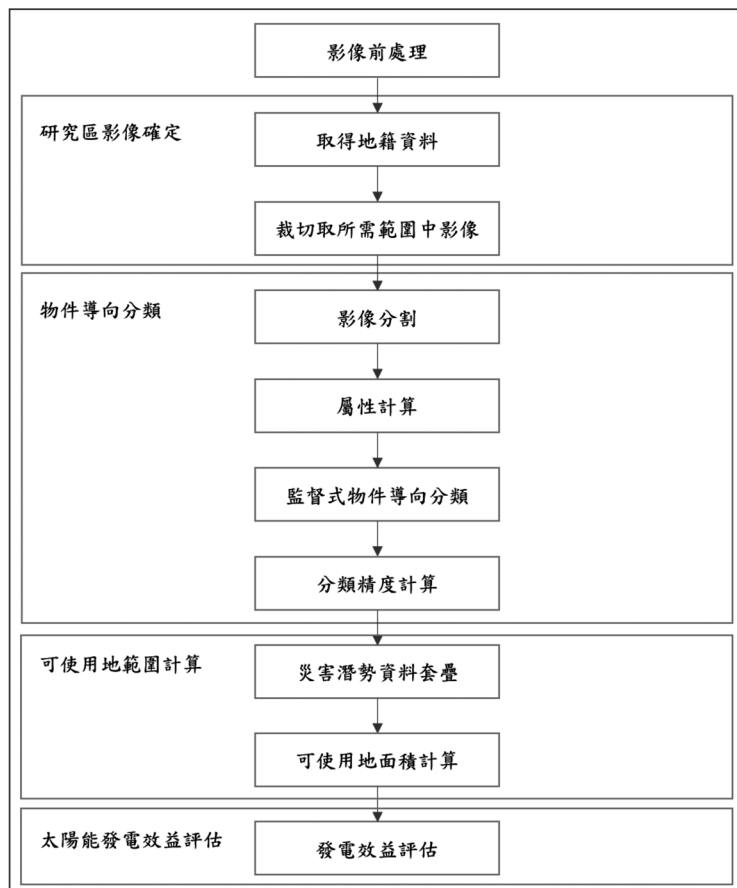 影像前處理
研究區影像確定
取得地籍資料
裁切取所需範圍中影像
物件導向分類
影像分割
屬性計算
監督式物件導向分類
分類精度計算
可使用地範圍計算
災害潛勢資料套疊
可使用地面積計算
太陽能發電效益評估
發電效益評估